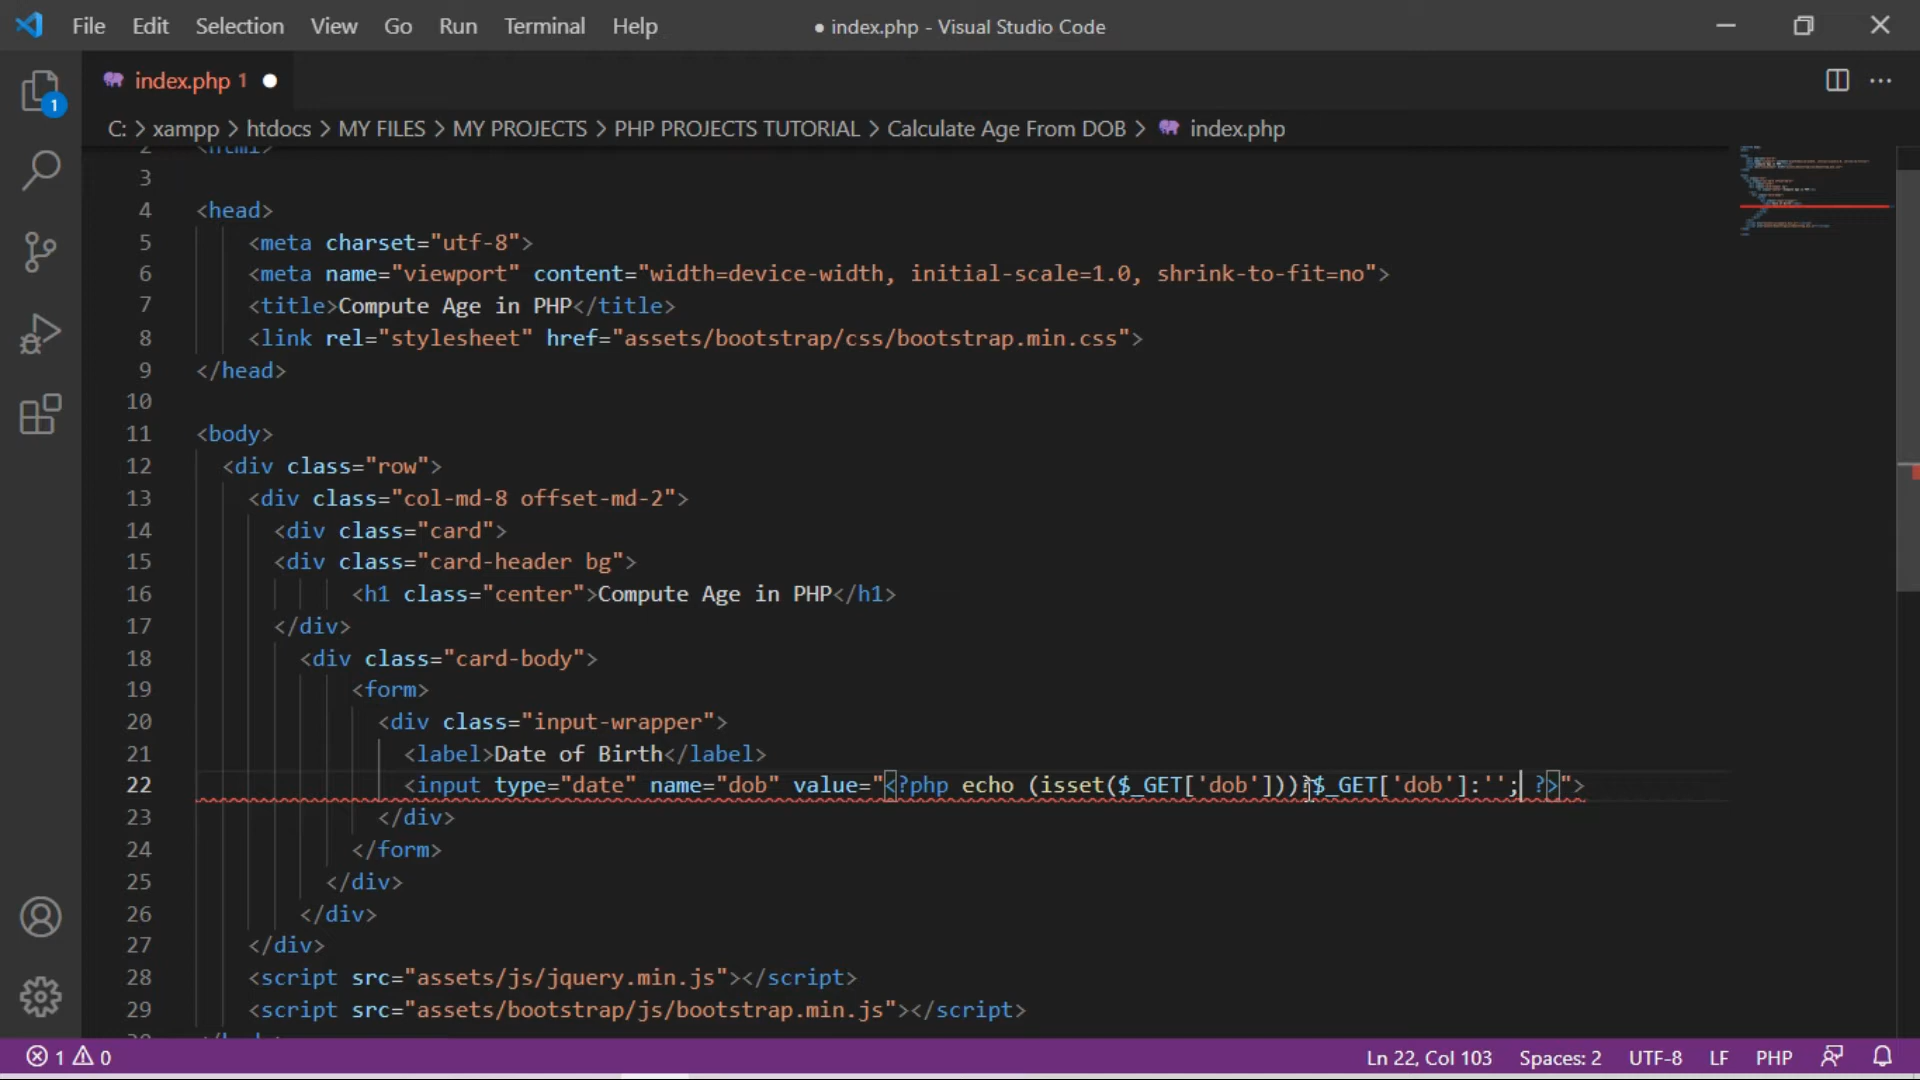 File Edit Selection View Go Run Terminal Help ● index.php - Visual Studio Code
index.php 1 ●
1
C: > xampp > htdocs > MY FILES > MY PROJECTS > PHP PROJECTS TUTORIAL > Calculate Age From DOB > index.php
2 <html>
3
4 <head>
5 <meta charset="utf-8">
6 <meta name="viewport" content="width=device-width, initial-scale=1.0, shrink-to-fit=no">
7 <title>Compute Age in PHP</title>
8 <link rel="stylesheet" href="assets/bootstrap/css/bootstrap.min.css">
9 </head>
10
11 <body>
12 <div class="row">
13 <div class="col-md-8 offset-md-2">
14 <div class="card">
15 <div class="card-header bg">
16 <h1 class="center">Compute Age in PHP</h1>
17 </div>
18 <div class="card-body">
19 <form>
20 <div class="input-wrapper">
21 <label>Date of Birth</label>
22 <input type="date" name="dob" value="<?php echo (isset($_GET['dob']))?$_GET['dob']:''; ?>">
23 </div>
24 </form>
25 </div>
26 </div>
27 </div>
28 <script src="assets/js/jquery.min.js"></script>
29 <script src="assets/bootstrap/js/bootstrap.min.js"></script>
1 0 Ln 22, Col 103 Spaces: 2 UTF-8 LF PHP